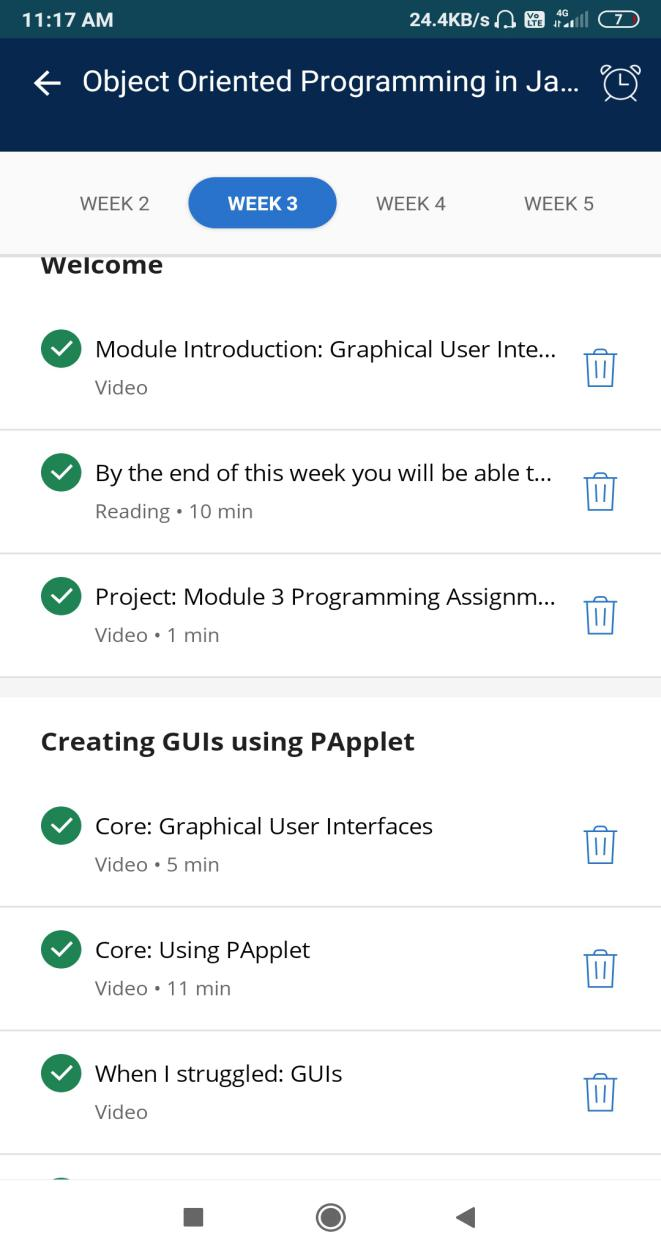 11:17 AM 24.4KB/s Vo LTE 4G 7
Object Oriented Programming in Ja...
WEEK 2 WEEK 3 WEEK 4 WEEK 5
Welcome
Module Introduction: Graphical User Inte...
Video
By the end of this week you will be able t...
Reading • 10 min
Project: Module 3 Programming Assignm...
Video • 1 min
Creating GUIs using PApplet
Core: Graphical User Interfaces
Video • 5 min
Core: Using PApplet
Video • 11 min
When I struggled: GUIs
Video